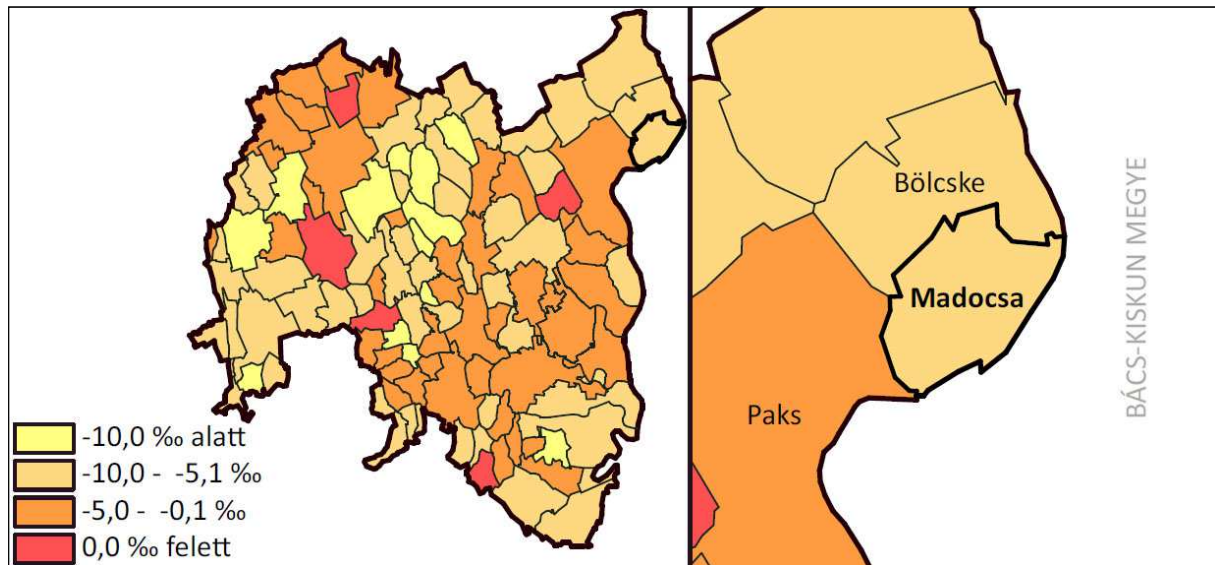 -10,0 ‰ alatt
-10,0 - -5,1 ‰
-5,0 - -0,1 ‰
0,0 ‰ felett
Bölcske
Madocsa
Paks
BÁCS-KISKUN MEGYE